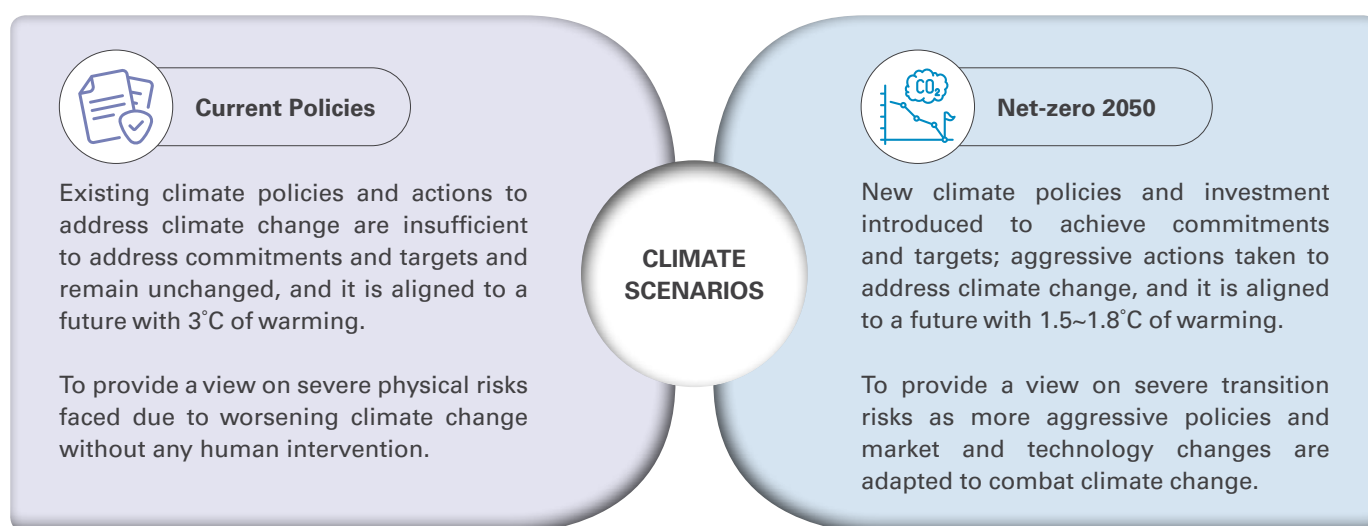 Current Policies
Existing climate policies and actions to
address climate change are insufficient
to address commitments and targets and
remain unchanged, and it is aligned to a
future with 3˚C of warming.
To provide a view on severe physical risks
faced due to worsening climate change
without any human intervention.
CLIMATE
SCENARIOS
CO₂
Net-zero 2050
New climate policies and investment
introduced to achieve commitments
and targets; aggressive actions taken to
address climate change, and it is aligned
to a future with 1.5~1.8˚C of warming.
To provide a view on severe transition
risks as more aggressive policies and
market and technology changes are
adapted to combat climate change.